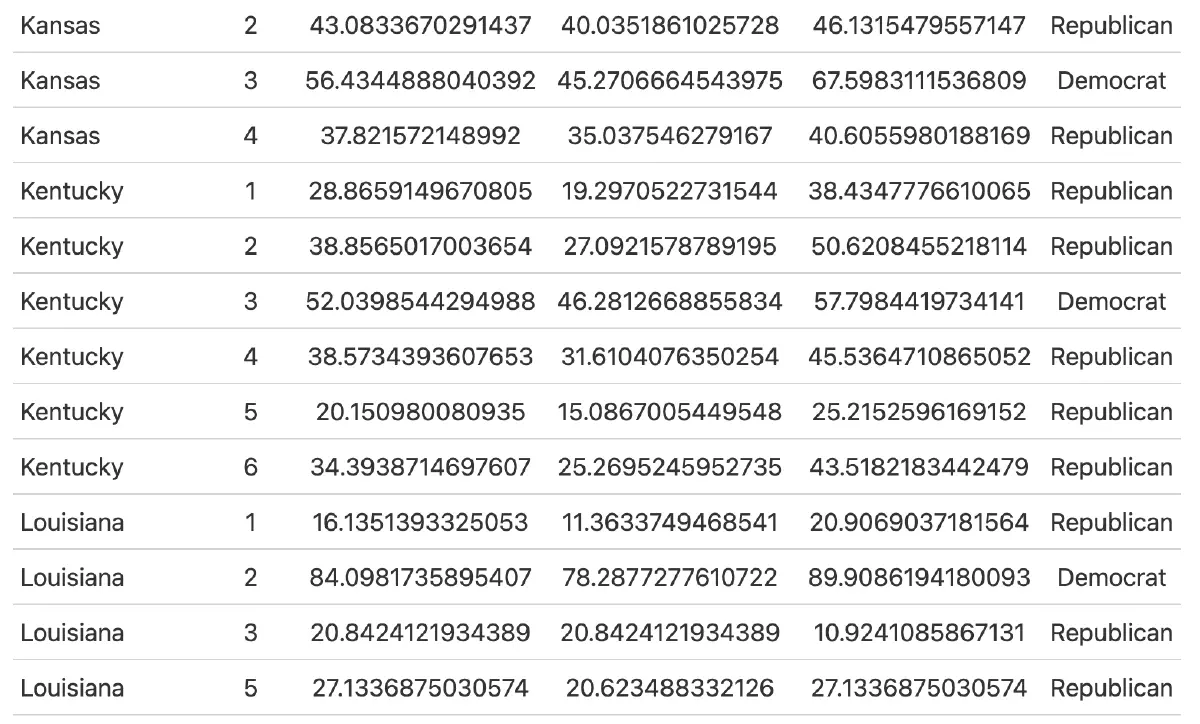 Kansas 2 43.0833670291437 40.0351861025728 46.1315479557147 Republican
Kansas 3 56.4344888040392 45.2706664543975 67.5983111536809 Democrat
Kansas 4 37.821572148992 35.037546279167 40.6055980188169 Republican
Kentucky 1 28.8659149670805 19.2970522731544 38.4347776610065 Republican
Kentucky 2 38.8565017003654 27.0921578789195 50.6208455218114 Republican
Kentucky 3 52.0398544294988 46.2812668855834 57.7984419734141 Democrat
Kentucky 4 38.5734393607653 31.6104076350254 45.5364710865052 Republican
Kentucky 5 20.150980080935 15.0867005449548 25.2152596169152 Republican
Kentucky 6 34.3938714697607 25.2695245952735 43.5182183442479 Republican
Louisiana 1 16.1351393325053 11.3633749468541 20.9069037181564 Republican
Louisiana 2 84.0981735895407 78.2877277610722 89.9086194180093 Democrat
Louisiana 3 20.8424121934389 20.8424121934389 10.9241085867131 Republican
Louisiana 5 27.1336875030574 20.623488332126 27.1336875030574 Republican